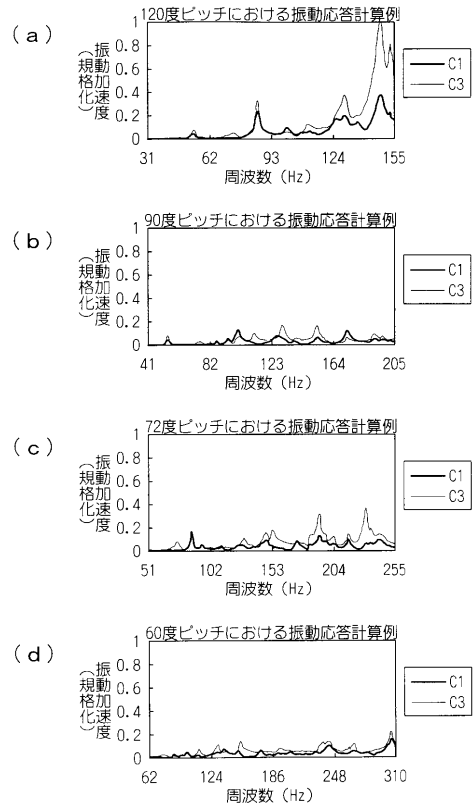 (a)
120度ピッチにおける振動応答計算例
振動加速度
(規格化)
1
0.8
0.6
0.4
0.2
0
31 62 93 124 155
周波数 (Hz)
C1
C3
(b)
90度ピッチにおける振動応答計算例
振動加速度
(規格化)
1
0.8
0.6
0.4
0.2
0
41 82 123 164 205
周波数 (Hz)
C1
C3
(c)
72度ピッチにおける振動応答計算例
振動加速度
(規格化)
1
0.8
0.6
0.4
0.2
0
51 102 153 204 255
周波数 (Hz)
C1
C3
(d)
60度ピッチにおける振動応答計算例
振動加速度
(規格化)
1
0.8
0.6
0.4
0.2
0
62 124 186 248 310
周波数 (Hz)
C1
C3